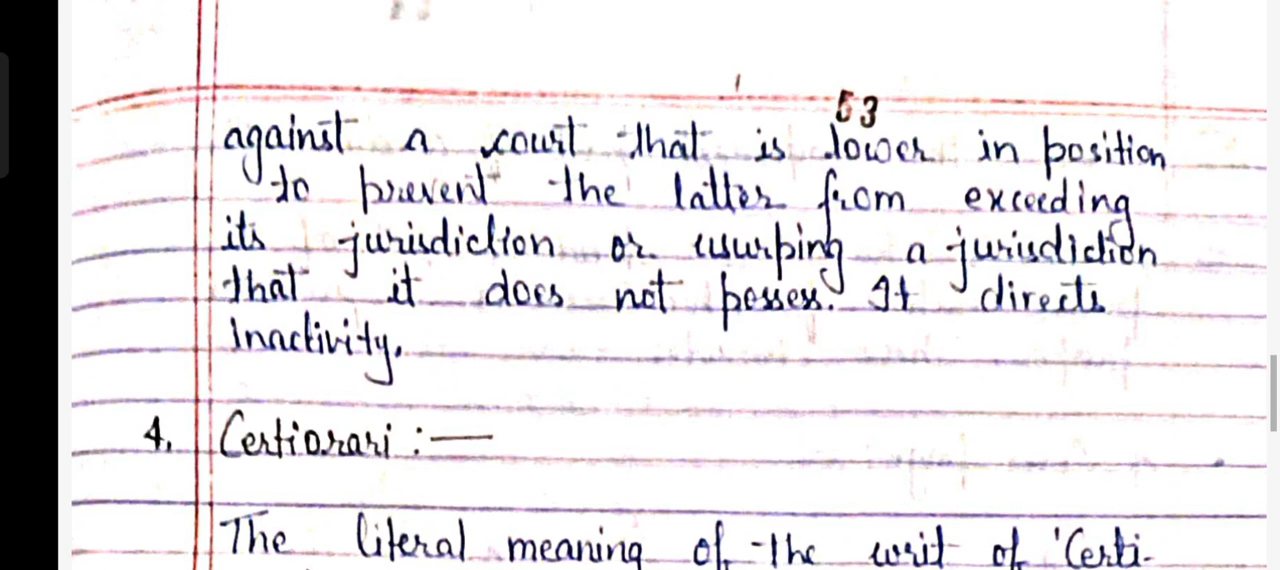 53
against a court that is lower in position
to prevent the latter from exceeding
its jurisdiction or usurping a jurisdiction
that it does not possess. It directs
Inactivity.
4. Certiorari :—
The literal meaning of the writ of 'Certi-